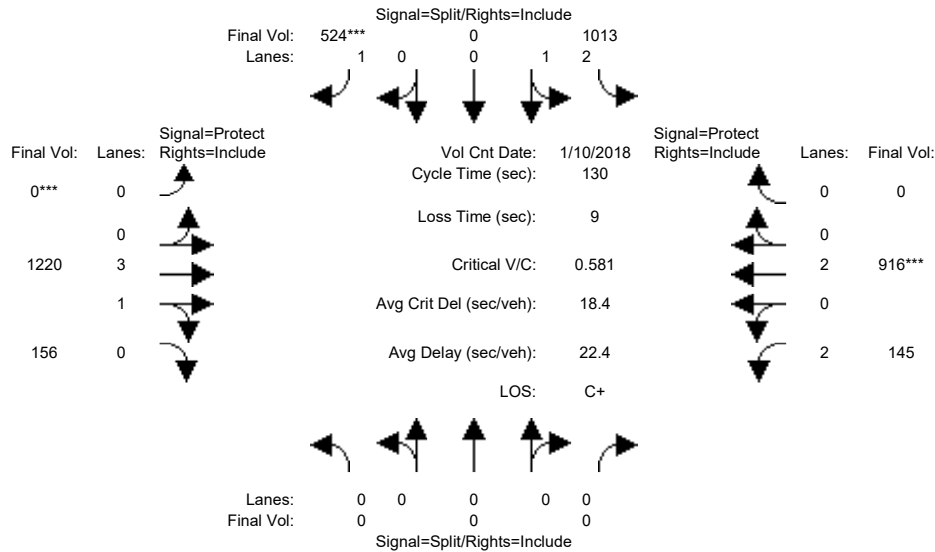 Signal=Split/Rights=Include
Final Vol: 524*** 0 1013
Lanes: 1 0 0 1 2
Signal=Protect Signal=Protect
Final Vol: Lanes: Rights=Include Vol Cnt Date: 1/10/2018 Rights=Include Lanes: Final Vol:
Cycle Time (sec): 130
0*** 0 0 0
Loss Time (sec): 9
0 0
1220 3 Critical V/C: 0.581 2 916***
1 Avg Crit Del (sec/veh): 18.4 0
156 0 Avg Delay (sec/veh): 22.4 2 145
LOS: C+
Lanes: 0 0 0 0 0
Final Vol: 0 0 0
Signal=Split/Rights=Include